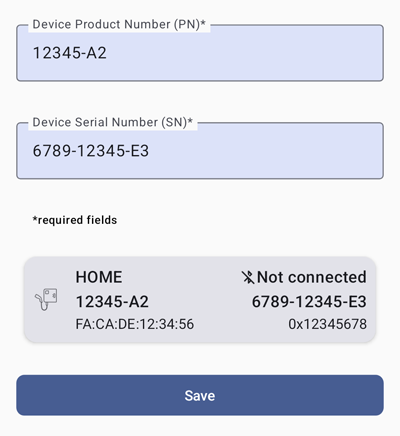 Device Product Number (PN)*
12345-A2
Device Serial Number (SN)*
6789-12345-E3
*required fields
HOME Not connected
12345-A2 6789-12345-E3
FA:CA:DE:12:34:56 0x12345678
Save